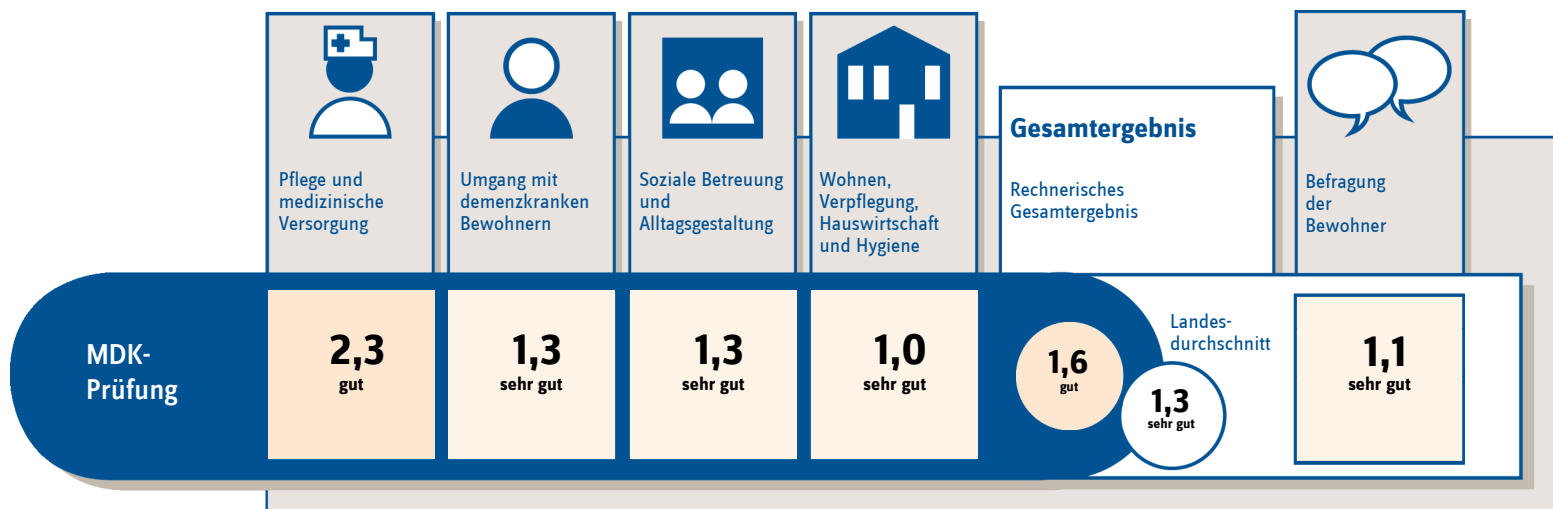 Pflege und
medizinische
Versorgung
Umgang mit
demenzkranken
Bewohnern
Soziale Betreuung
und
Alltagsgestaltung
Wohnen,
Verpflegung,
Hauswirtschaft
und Hygiene
Gesamtergebnis
Rechnerisches
Gesamtergebnis
Befragung
der
Bewohner
MDK-
Prüfung
2,3
gut
1,3
sehr gut
1,3
sehr gut
1,0
sehr gut
1,6
gut
Landes-
durchschnitt
1,3
sehr gut
1,1
sehr gut